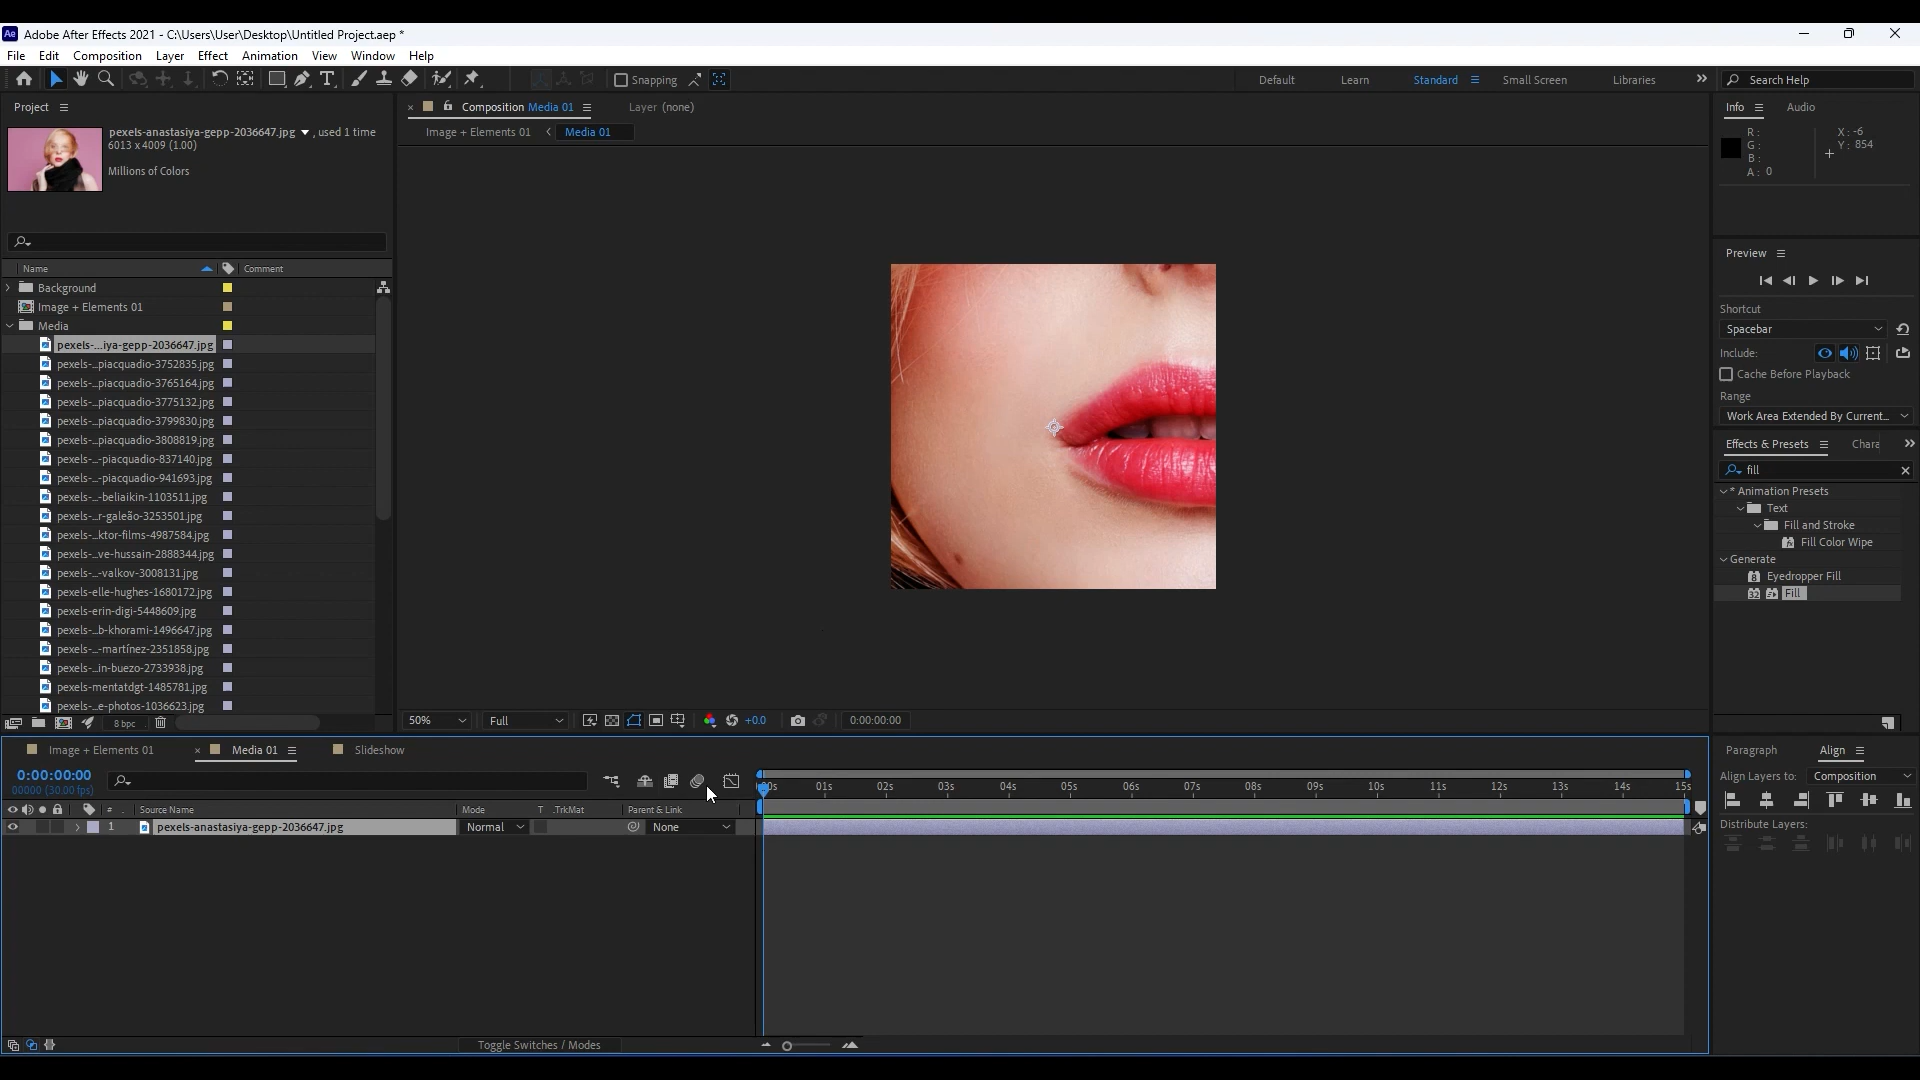 Ae Adobe After Effects 2021 - C:\Users\User\Desktop\Untitled Project.aep *
File Edit Composition Layer Effect Animation View Window Help
Snapping Default Learn Standard Small Screen Libraries » Search Help
Project
Composition Media 01 Layer (none)
Info Audio
pexels-anastasiya-gepp-2036647.jpg , used 1 time
6013 x 4009 (1.00)
Millions of Colors
Image + Elements 01 Media 01
R: X: -6
G: Y: 854
B:
A: 0
Name Comment
Background
Image + Elements 01
Media
pexels-...iya-gepp-2036647.jpg
pexels-...piacquadio-3752835.jpg
pexels-...piacquadio-3765164.jpg
pexels-...piacquadio-3775132.jpg
pexels-...piacquadio-3799830.jpg
pexels-...piacquadio-3808819.jpg
pexels-...-piacquadio-837140.jpg
pexels-...-piacquadio-941693.jpg
pexels-...-beliaikin-1103511.jpg
pexels-...r-galeão-3253501.jpg
pexels-...ktor-films-4987584.jpg
pexels-...ve-hussain-2888344.jpg
pexels-...-valkov-3008131.jpg
pexels-elle-hughes-1680172.jpg
pexels-erin-digi-5448609.jpg
pexels-...b-khorami-1496647.jpg
pexels-...-martínez-2351858.jpg
pexels-...in-buezo-2733938.jpg
pexels-mentatdgt-1485781.jpg
pexels-...e-photos-1036623.jpg
8 bpc
50% Full +0.0 0:00:00:00
Preview
Shortcut
Spacebar
Include:
Cache Before Playback
Range
Work Area Extended By Current...
Effects & Presets Chara
fill
* Animation Presets
Text
Fill and Stroke
Fill Color Wipe
Generate
Eyedropper Fill
32 Fill
Image + Elements 01 Media 01 Slideshow
0:00:00:00
00000 (30.00 fps)
00s 01s 02s 03s 04s 05s 06s 07s 08s 09s 10s 11s 12s 13s 14s 15s
# Source Name Mode T .TrkMat Parent & Link
1 pexels-anastasiya-gepp-2036647.jpg Normal None
Toggle Switches / Modes
Paragraph Align
Align Layers to: Composition
Distribute Layers: